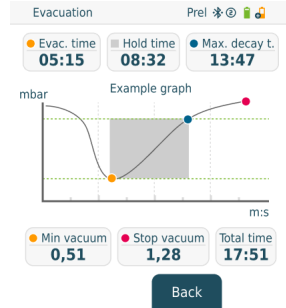 Evacuation Prel 2
Evac. time Hold time Max. decay t.
05:15 08:32 13:47
Example graph
mbar
m:s
Min vacuum Stop vacuum Total time
0,51 1,28 17:51
Back